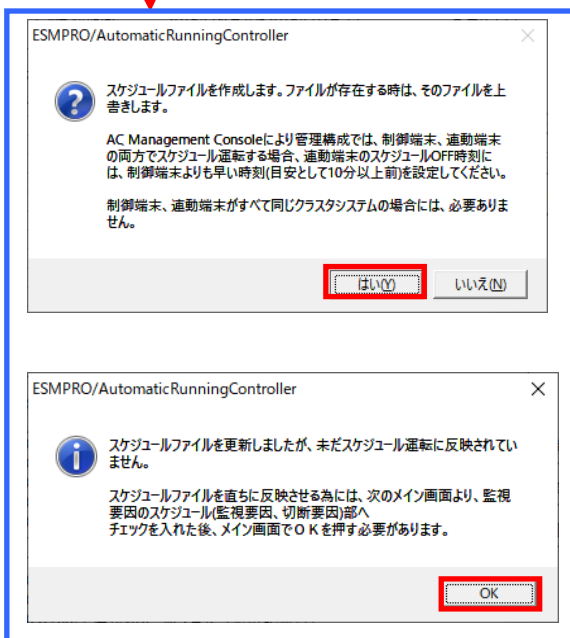 ESMPRO/AutomaticRunningController
スケジュールファイルを作成します。ファイルが存在する時は、そのファイルを上
書きします。
AC Management Consoleにより管理構成では、制御端末、連動端末
の両方でスケジュール運転する場合、連動端末のスケジュールOFF時刻に
は、制御端末よりも早い時刻(目安として10分以上前)を設定してください。
制御端末、連動端末がすべて同じクラスタシステムの場合には、必要ありま
せん。
はい(Y) いいえ(N)
ESMPRO/AutomaticRunningController
スケジュールファイルを更新しましたが、未だスケジュール運転に反映されてい
ません。
スケジュールファイルを直ちに反映させる為には、次のメイン画面より、監視
要因のスケジュール(監視要因、切断要因)部へ
チェックを入れた後、メイン画面でＯＫを押す必要があります。
OK